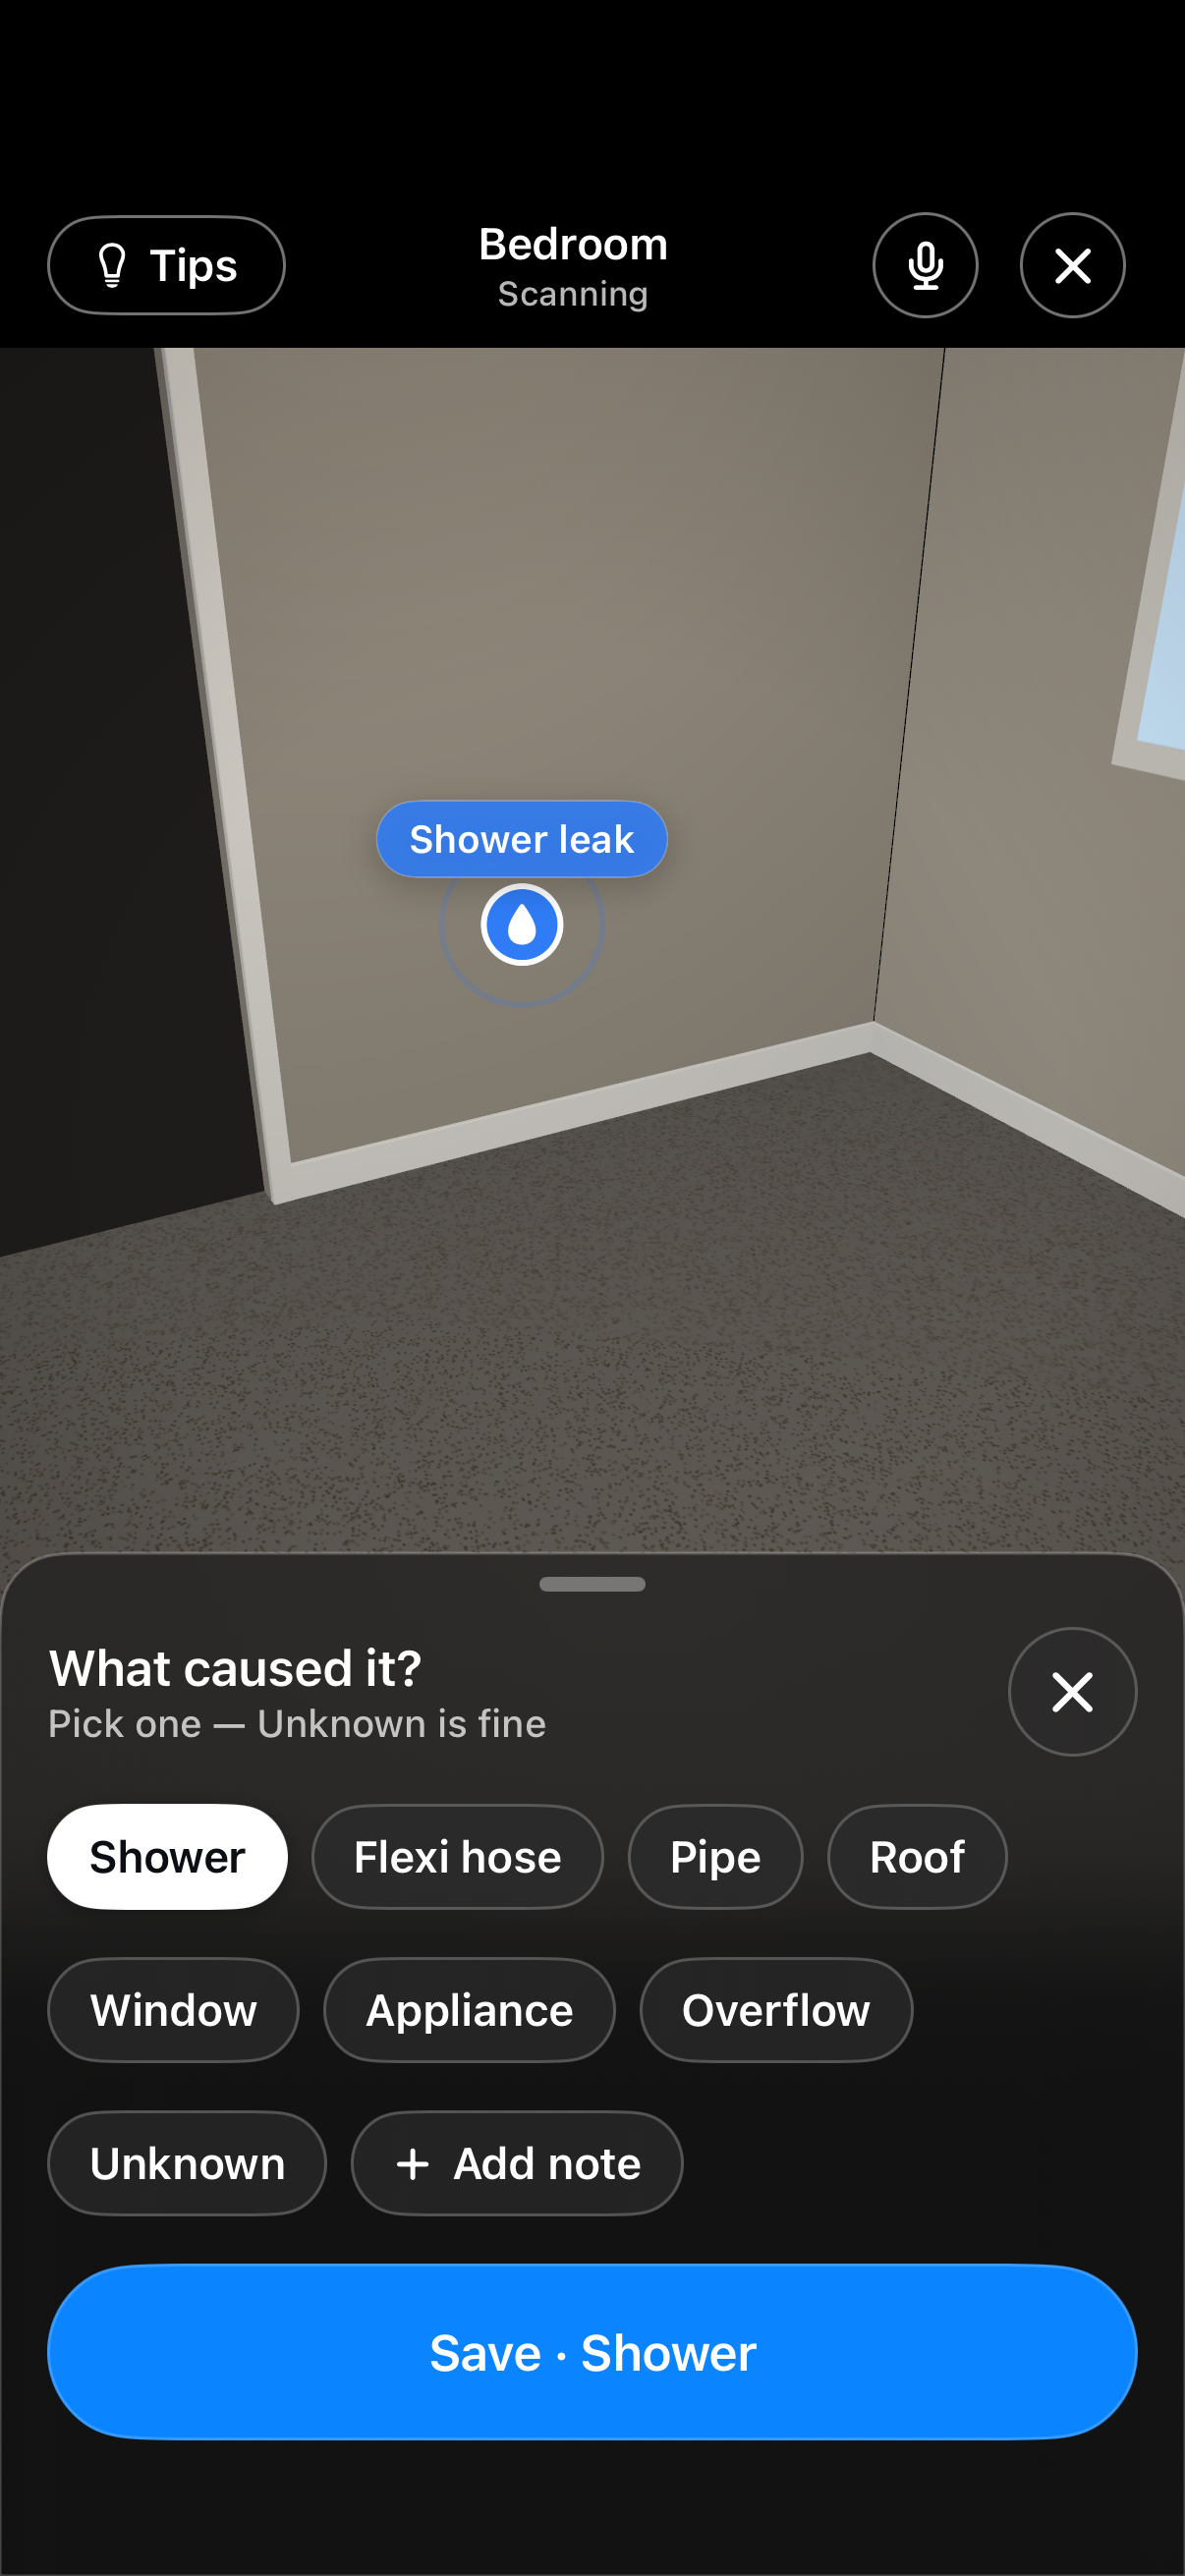 Tips
Bedroom
Scanning
Shower leak
What caused it?
Pick one — Unknown is fine
Shower
Flexi hose
Pipe
Roof
Window
Appliance
Overflow
Unknown
+ Add note
Save · Shower